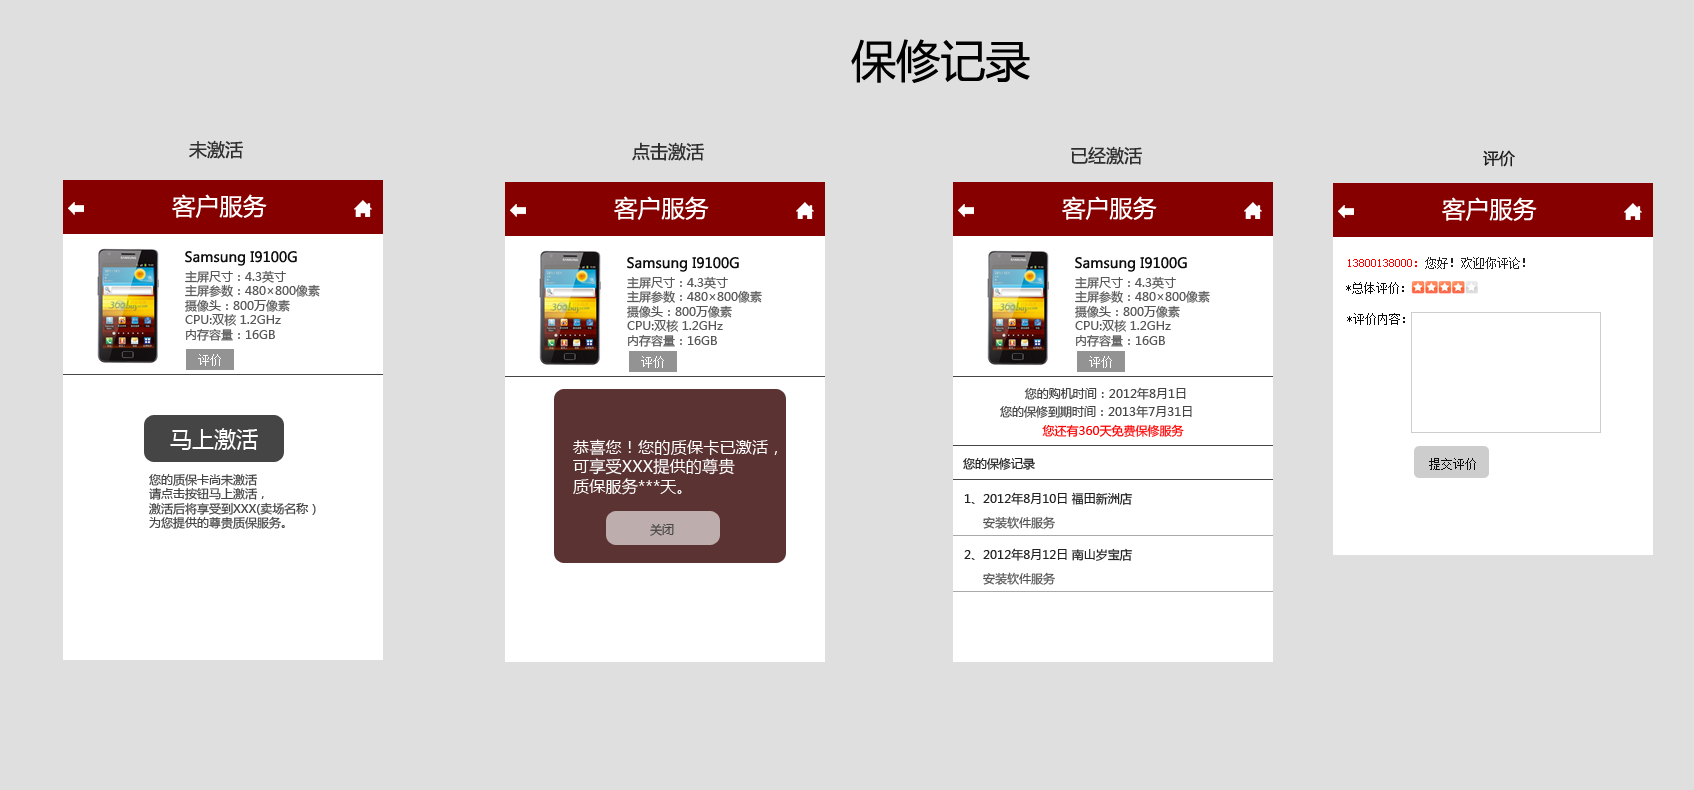 保修记录
未激活
客户服务
Samsung I9100G
主屏尺寸：4.3英寸
主屏参数：480×800像素
摄像头：800万像素
CPU:双核 1.2GHz
内存容量：16GB
评价
马上激活
您的质保卡尚未激活
请点击按钮马上激活，
激活后将享受到XXX(卖场名称）
为您提供的尊贵质保服务。
点击激活
客户服务
Samsung I9100G
主屏尺寸：4.3英寸
主屏参数：480×800像素
摄像头：800万像素
CPU:双核 1.2GHz
内存容量：16GB
评价
恭喜您！您的质保卡已激活，
可享受XXX提供的尊贵
质保服务***天。
关闭
已经激活
客户服务
Samsung I9100G
主屏尺寸：4.3英寸
主屏参数：480×800像素
摄像头：800万像素
CPU:双核 1.2GHz
内存容量：16GB
评价
您的购机时间：2012年8月1日
您的保修到期时间：2013年7月31日
您还有360天免费保修服务
您的保修记录
1、2012年8月10日 福田新洲店
安装软件服务
2、2012年8月12日 南山岁宝店
安装软件服务
评价
客户服务
13800138000：您好！欢迎你评论！
*总体评价：
*评价内容：
提交评价